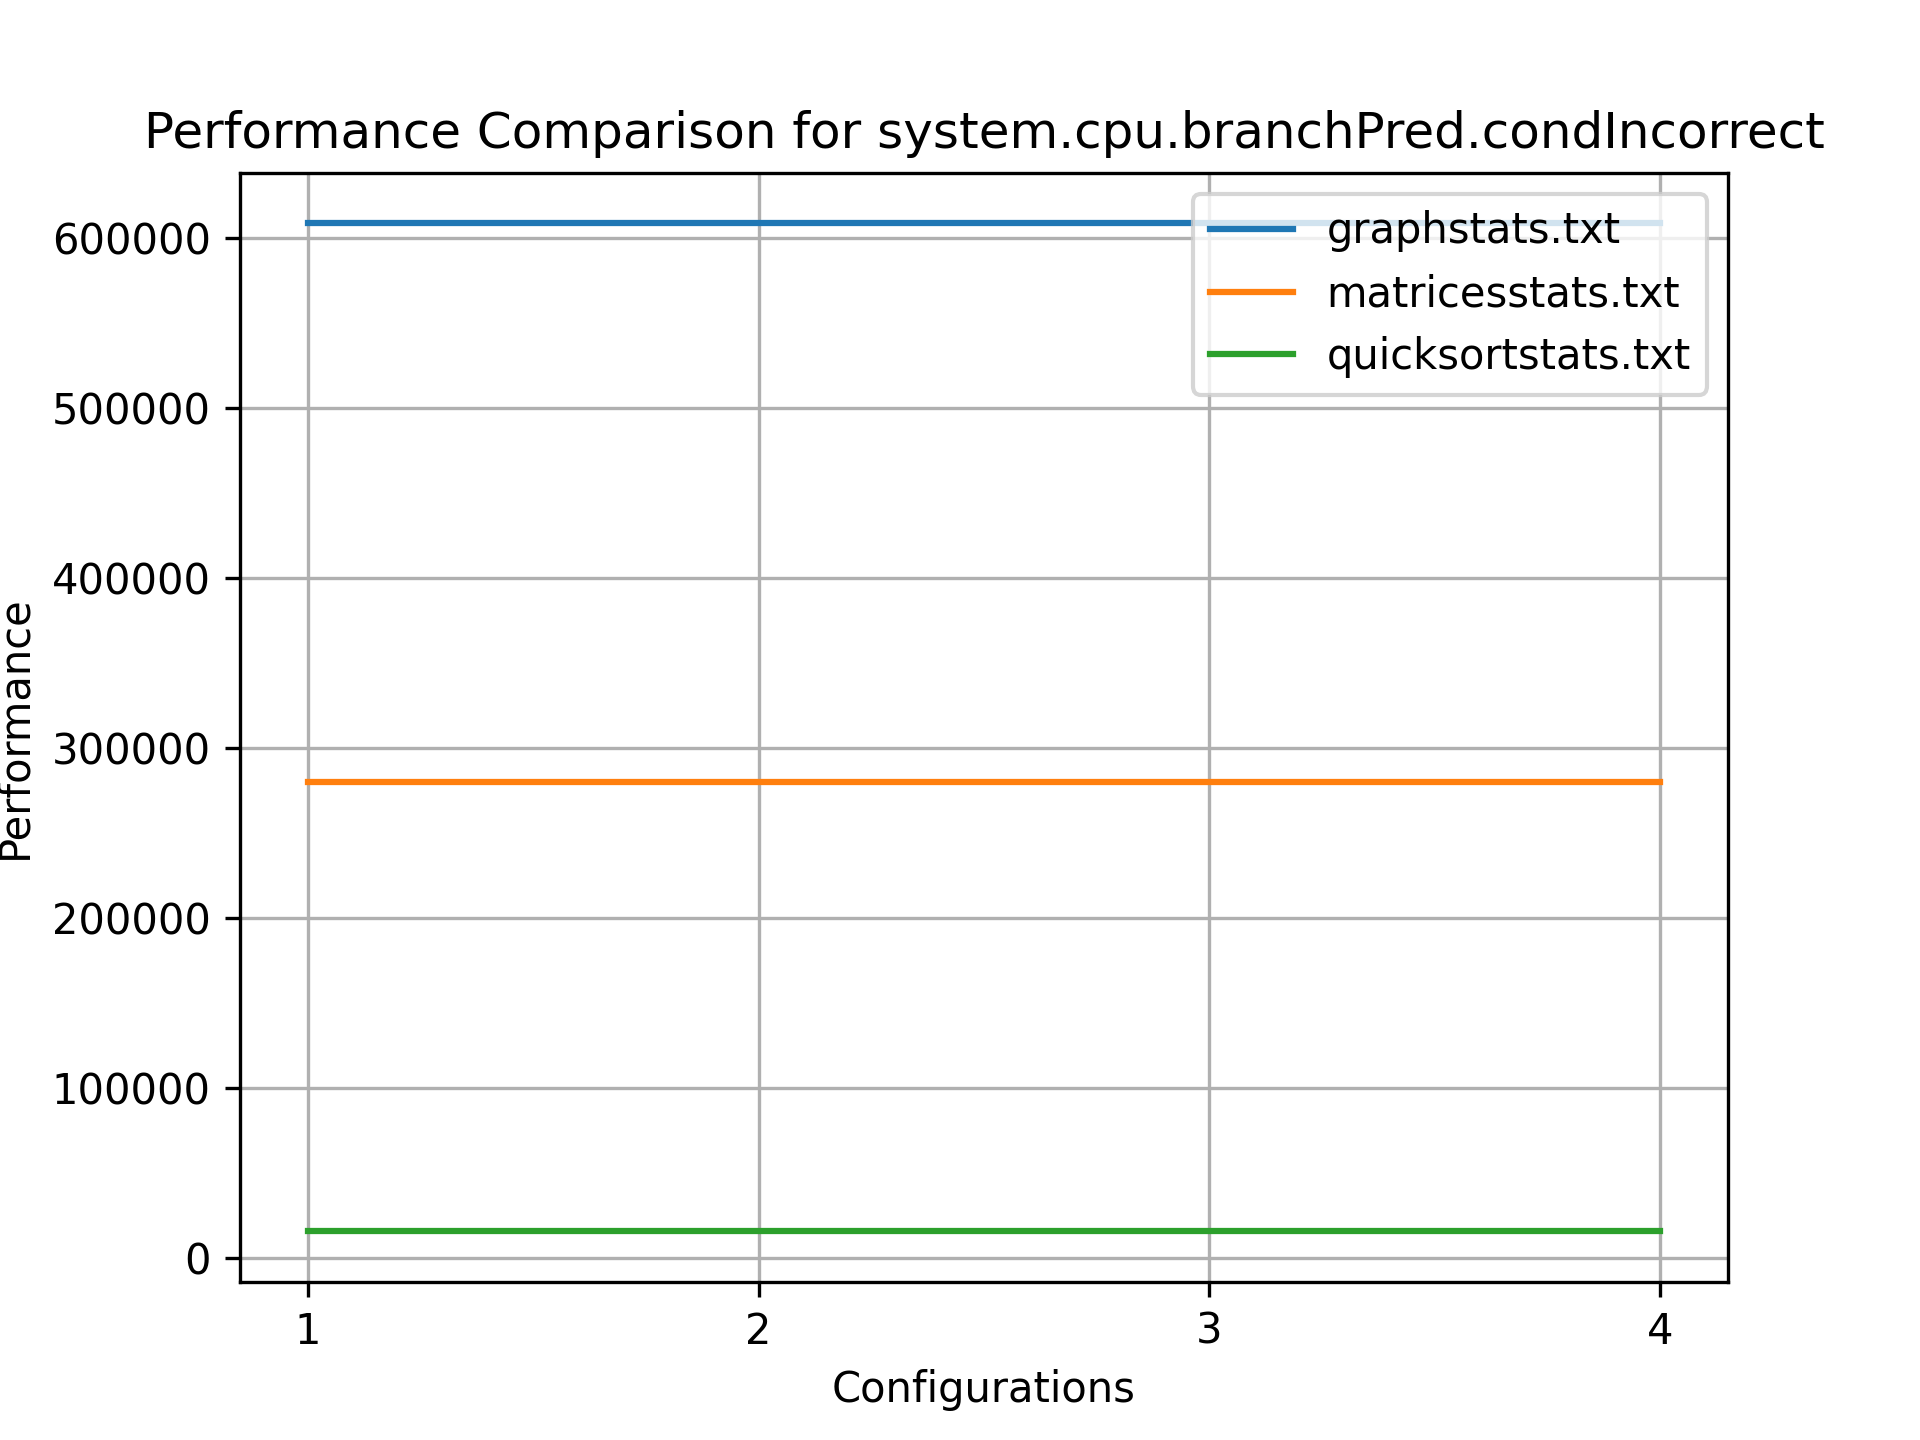 Performance Comparison for system.cpu.branchPred.condIncorrect
graphstats.txt
matricesstats.txt
quicksortstats.txt
600000
500000
400000
300000
200000
100000
0
Performance
1 2 3 4
Configurations